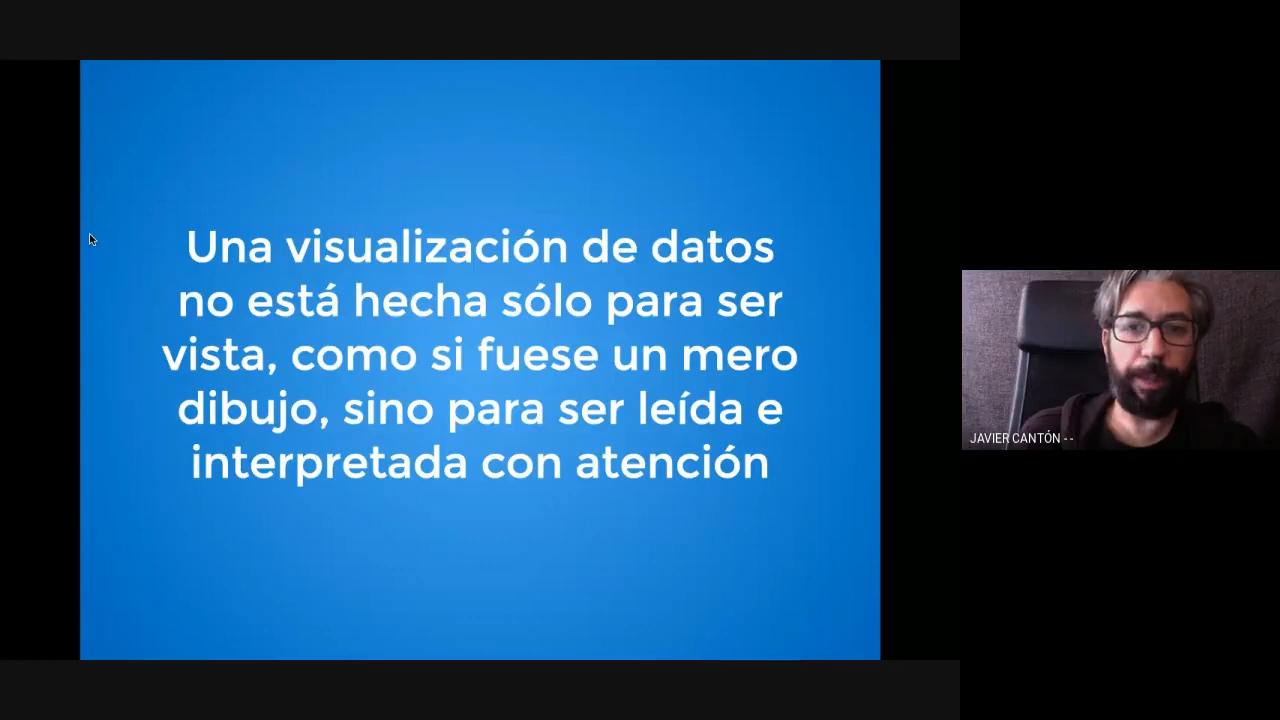 Una visualización de datos
no está hecha sólo para ser
vista, como si fuese un mero
dibujo, sino para ser leída e
interpretada con atención
JAVIER CANTÓN - -